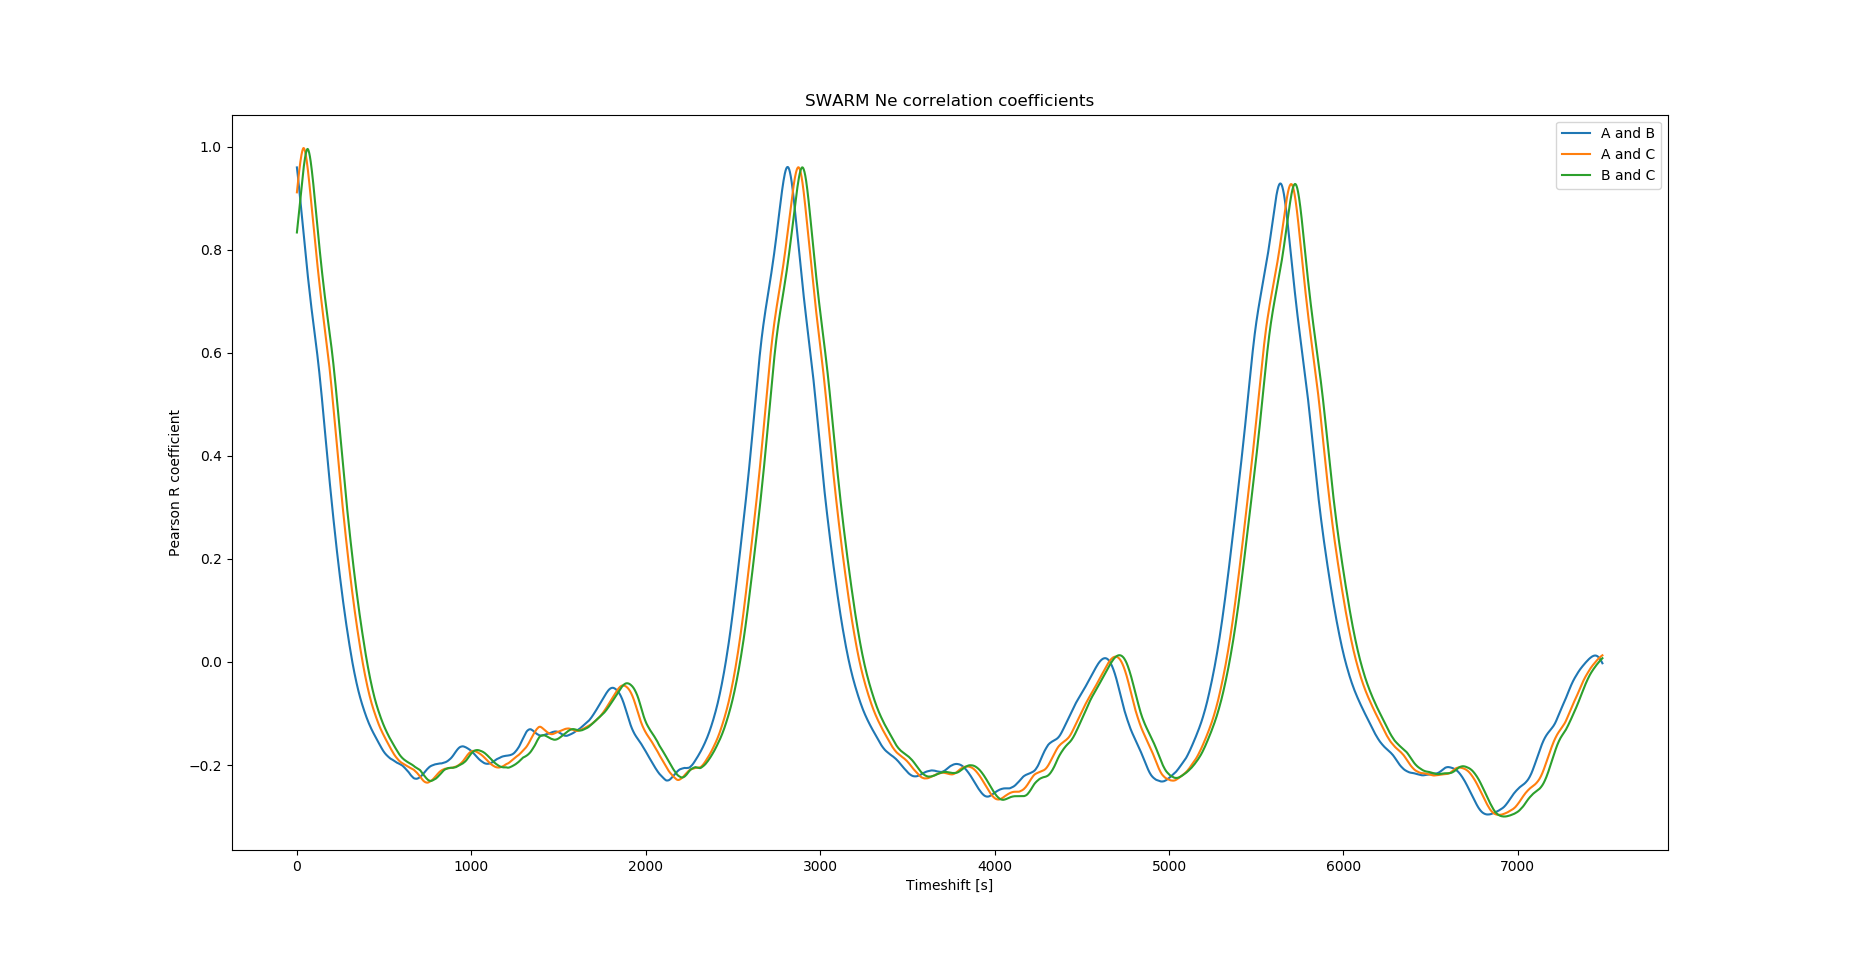 SWARM Ne correlation coefficients
A and B
A and C
B and C
Pearson R coefficient
1.0
0.8
0.6
0.4
0.2
0.0
−0.2
0 1000 2000 3000 4000 5000 6000 7000
Timeshift [s]